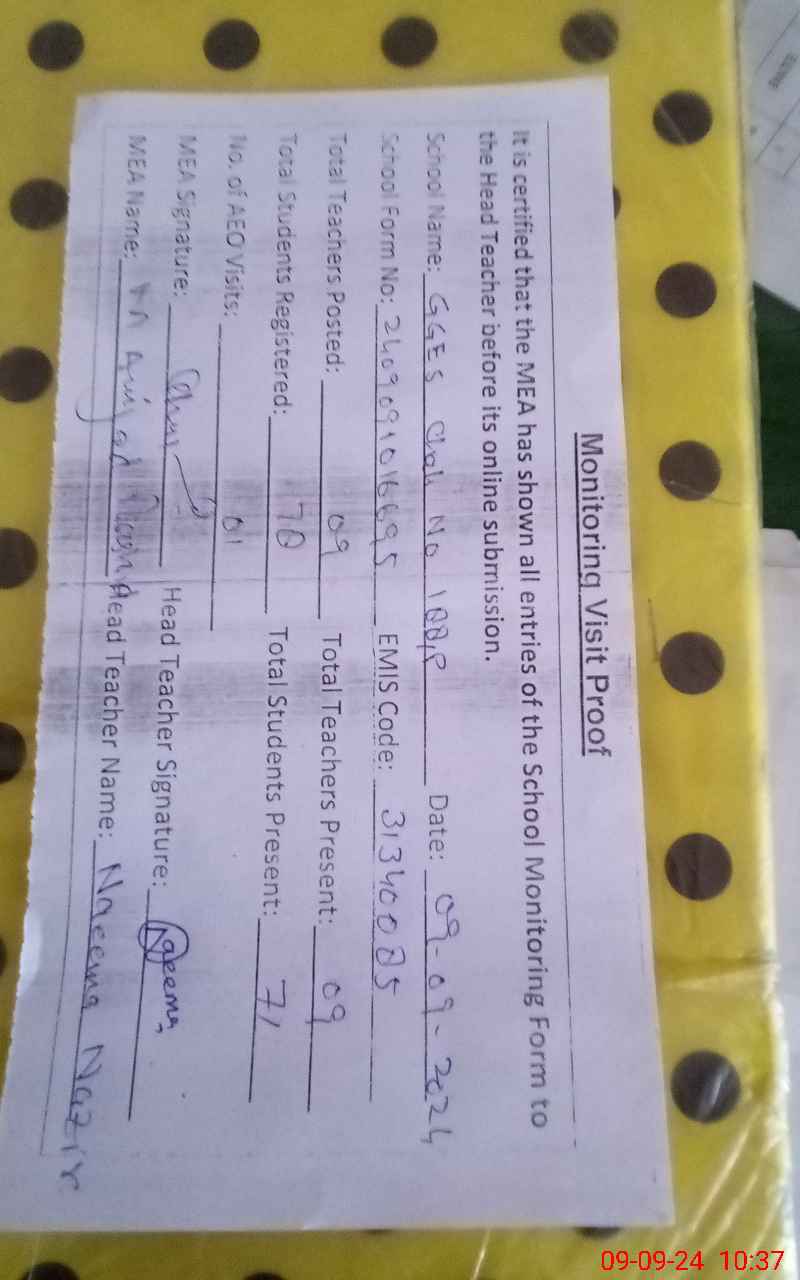 Monitoring Visit Proof
It is certified that the MEA has shown all entries of the School Monitoring Form to
the Head Teacher before its online submission.
School Name: GGES Chak No 188,P Date: 09-09-2024
School Form No: 2409091016695 EMIS Code: 31340085
Total Teachers Posted: 09 Total Teachers Present: 09
Total Students Registered: 78 Total Students Present: 71
No. of AEO Visits: 01
MEA Signature: Head Teacher Signature: Naeema
MEA Name: M Amjad Head Teacher Name: Naeema Nazir
09-09-24 10:37